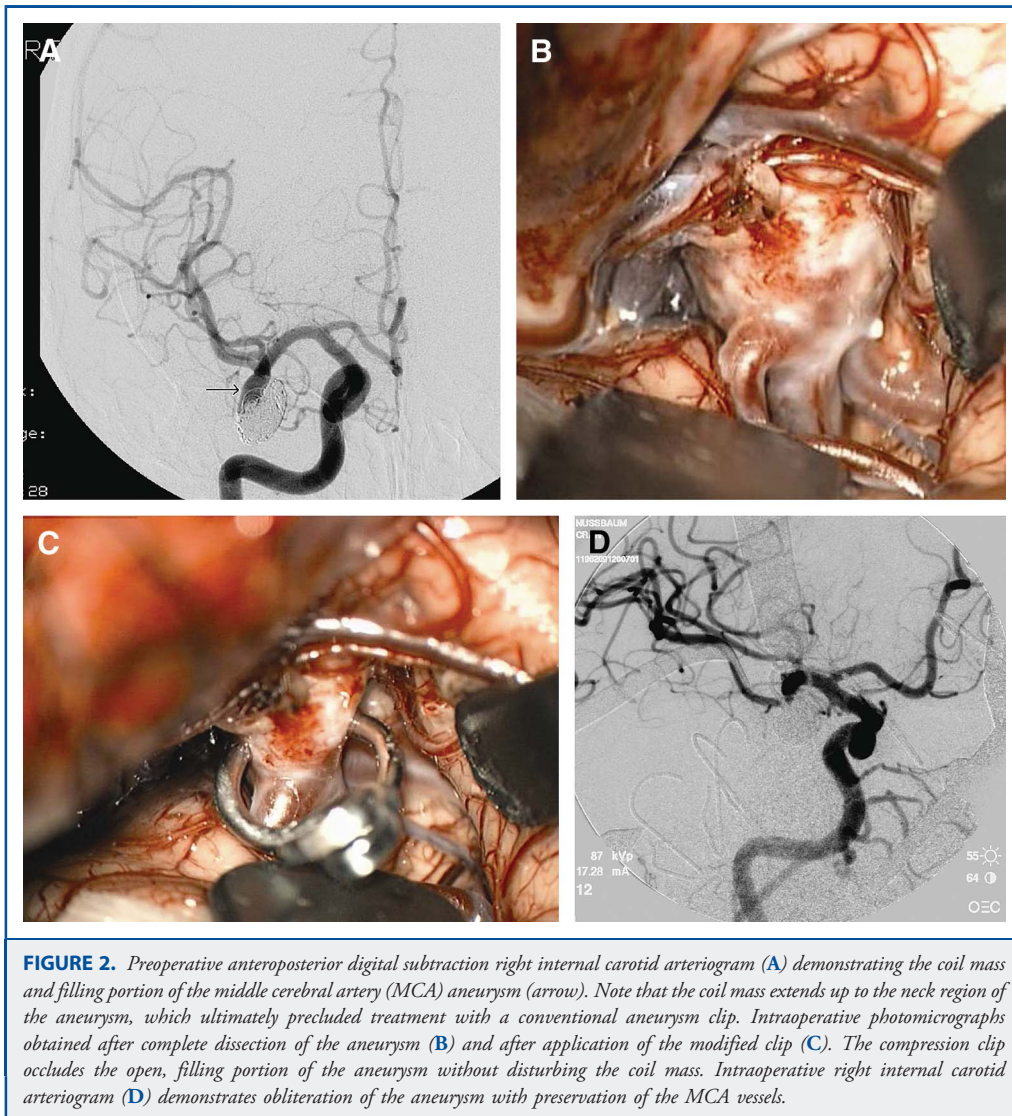 R
A
:
ge:
28
B
C
NUSSBAUM
CR
D
87 kVp
17.28 mA
12
55
64
OEC
FIGURE 2. Preoperative anteroposterior digital subtraction right internal carotid arteriogram (A) demonstrating the coil mass
and filling portion of the middle cerebral artery (MCA) aneurysm (arrow). Note that the coil mass extends up to the neck region of
the aneurysm, which ultimately precluded treatment with a conventional aneurysm clip. Intraoperative photomicrographs
obtained after complete dissection of the aneurysm (B) and after application of the modified clip (C). The compression clip
occludes the open, filling portion of the aneurysm without disturbing the coil mass. Intraoperative right internal carotid
arteriogram (D) demonstrates obliteration of the aneurysm with preservation of the MCA vessels.